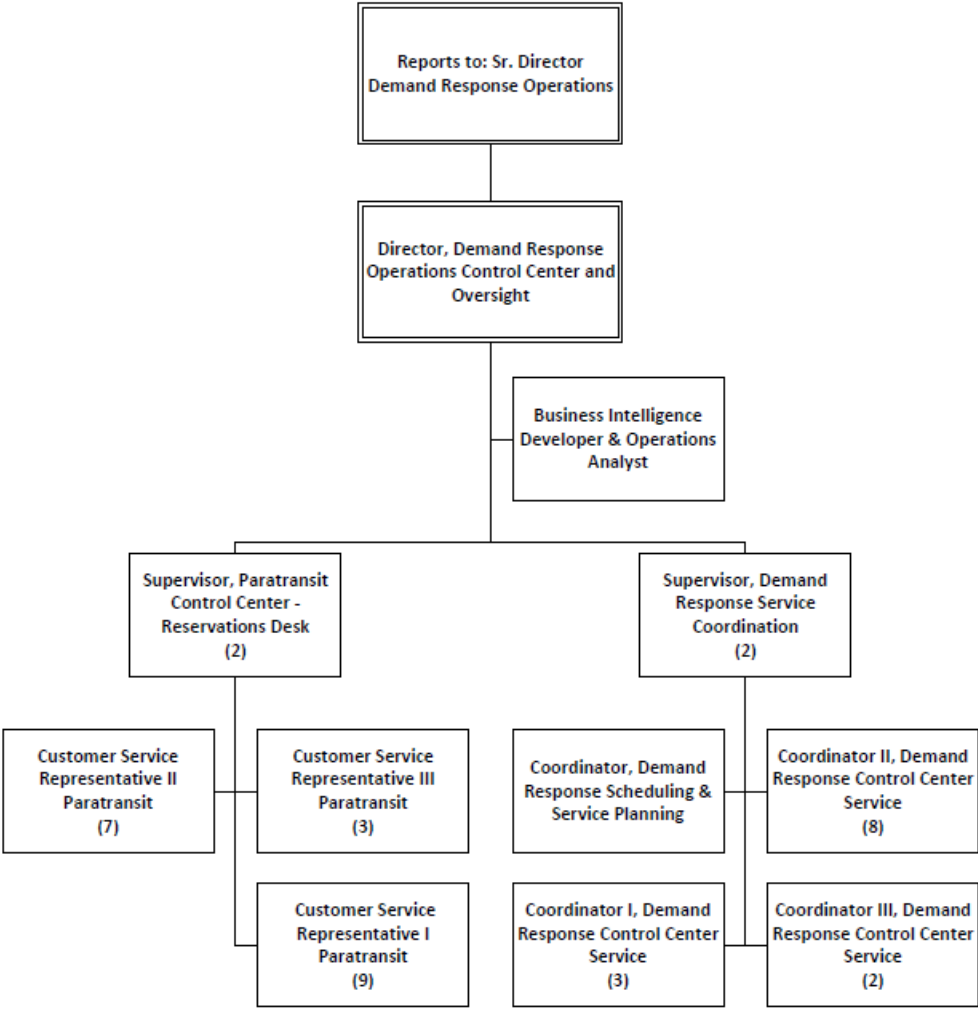 Reports to: Sr. Director
Demand Response Operations
Director, Demand Response
Operations Control Center and
Oversight
Business Intelligence
Developer & Operations
Analyst
Supervisor, Paratransit
Control Center -
Reservations Desk
(2)
Supervisor, Demand
Response Service
Coordination
(2)
Customer Service
Representative II
Paratransit
(7)
Customer Service
Representative III
Paratransit
(3)
Coordinator, Demand
Response Scheduling &
Service Planning
Coordinator II, Demand
Response Control Center
Service
(8)
Customer Service
Representative I
Paratransit
(9)
Coordinator I, Demand
Response Control Center
Service
(3)
Coordinator III, Demand
Response Control Center
Service
(2)